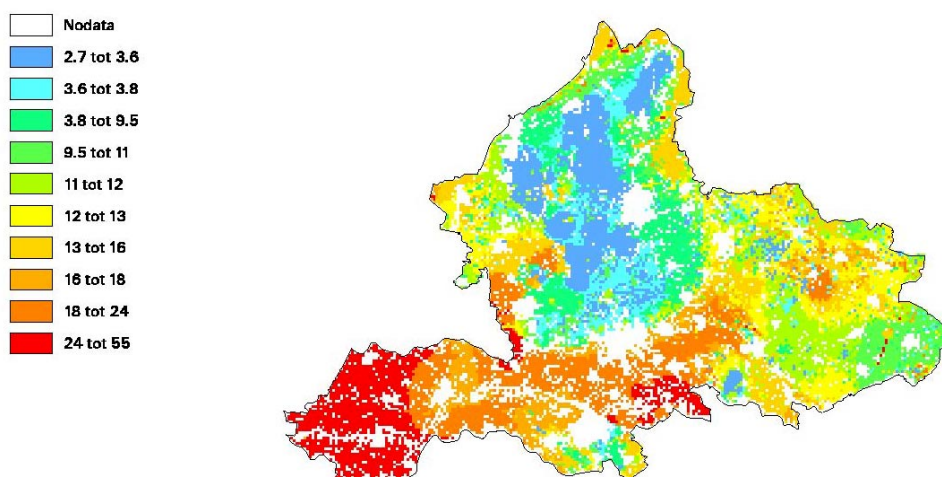 Nodata
2.7 tot 3.6
3.6 tot 3.8
3.8 tot 9.5
9.5 tot 11
11 tot 12
12 tot 13
13 tot 16
16 tot 18
18 tot 24
24 tot 55